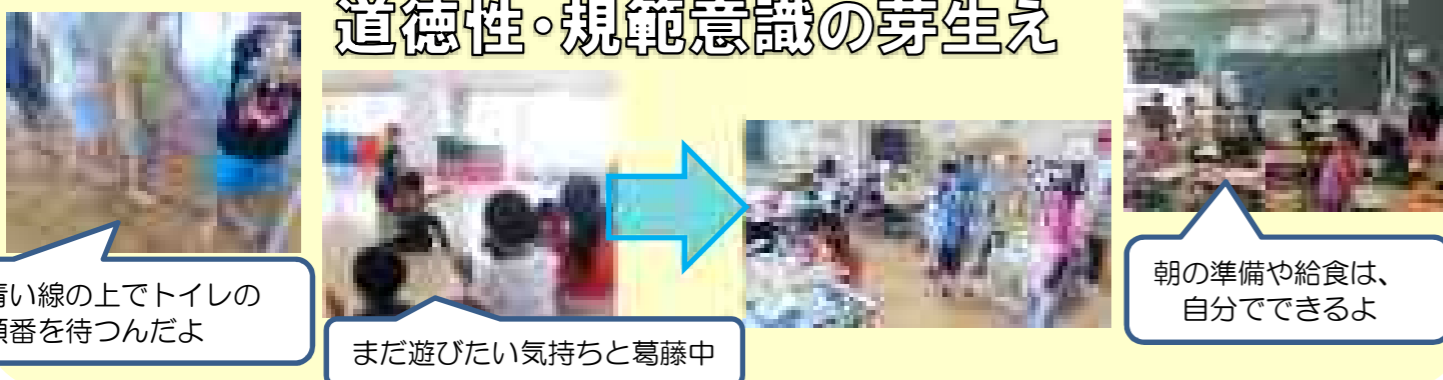 道徳性・規範意識の芽生え
青い線の上でトイレの
順番を待つんだよ
まだ遊びたい気持ちと葛藤中
朝の準備や給食は、
自分でできるよ